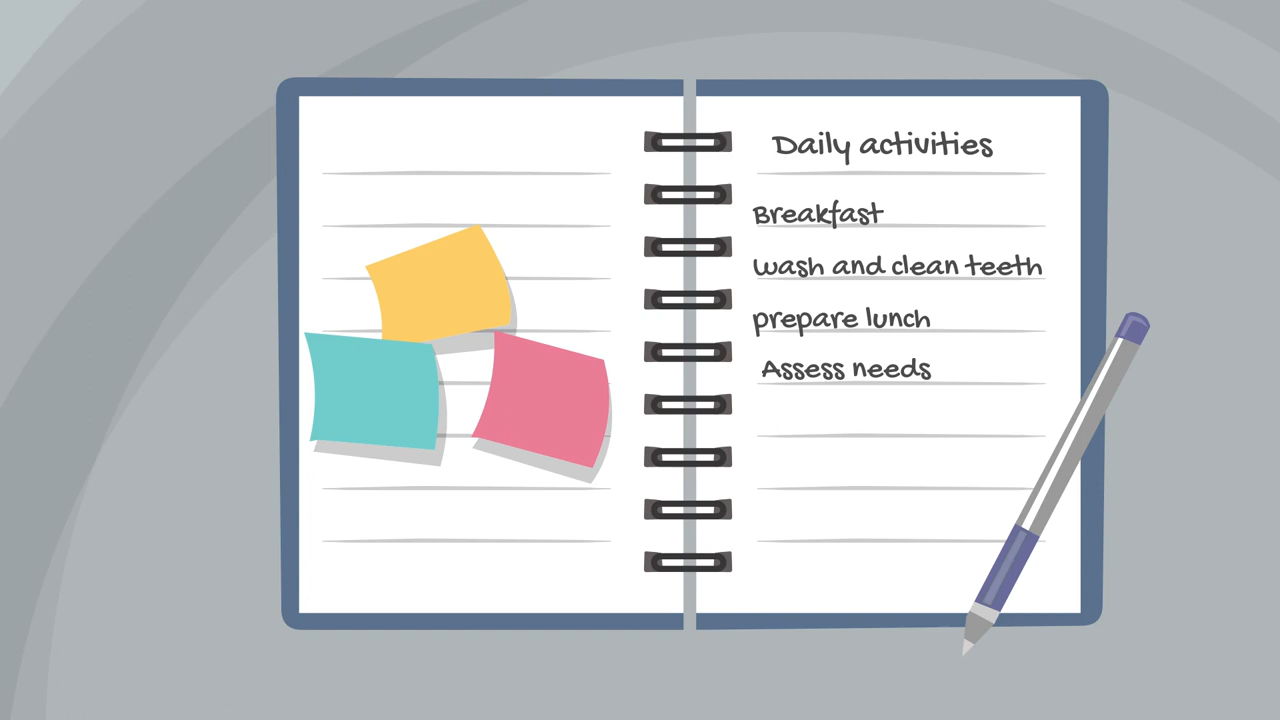 Daily activities
Breakfast
wash and clean teeth
prepare lunch
Assess needs